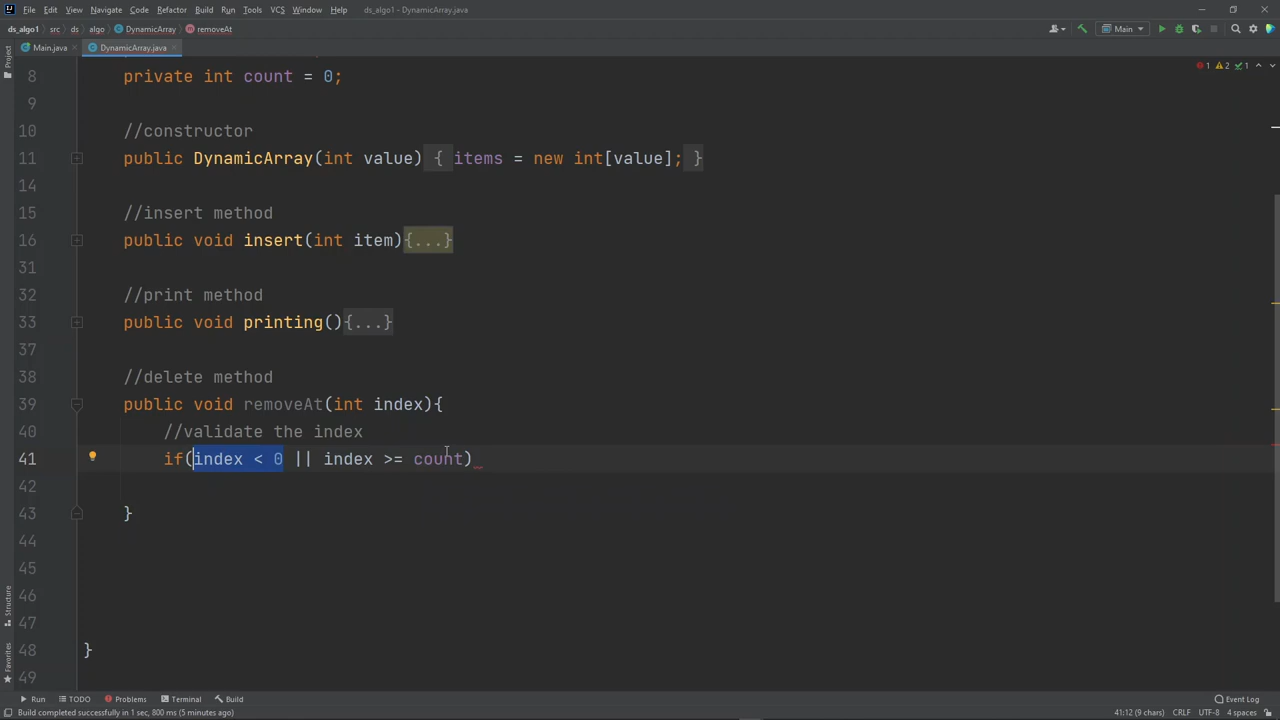 File Edit View Navigate Code Refactor Build Run Tools VCS Window Help ds_algo1 - DynamicArray.java
ds_algo1 src ds algo DynamicArray removeAt Main
Main.java DynamicArray.java
1 2 1
Project
8 private int count = 0;
9
10 //constructor
11 public DynamicArray(int value) { items = new int[value]; }
14
15 //insert method
16 public void insert(int item){...}
31
32 //print method
33 public void printing(){...}
37
38 //delete method
39 public void removeAt(int index){
40 //validate the index
41 if(index < 0 || index >= count)
42
43 }
44
45
46
47
48 }
49
Structure
Favorites
Run TODO Problems Terminal Build Event Log
Build completed successfully in 1 sec, 800 ms (5 minutes ago) 41:12 (9 chars) CRLF UTF-8 4 spaces